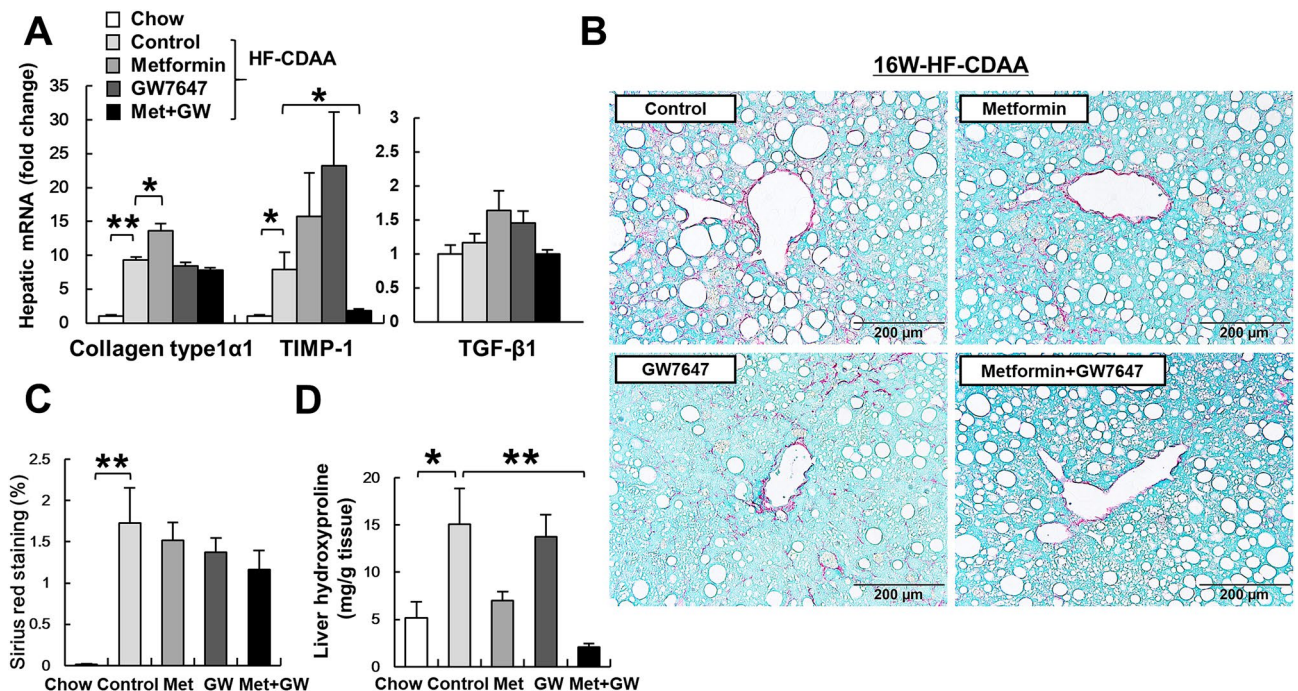 A
Chow
Control
Metformin
GW7647
Met+GW
HF-CDAA
Hepatic mRNA (fold change)
35
30
25
20
15
10
5
0
**
*
*
*
3
2.5
2
1.5
1
0.5
0
Collagen type1α1
TIMP-1
TGF-β1
B
16W-HF-CDAA
Control
200 μm
Metformin
200 μm
GW7647
200 μm
Metformin+GW7647
200 μm
C
Sirius red staining (%)
2.5
2
1.5
1
0.5
0
**
Chow Control Met GW Met+GW
D
Liver hydroxyproline
(mg/g tissue)
20
15
10
5
0
*
**
Chow Control Met GW Met+GW